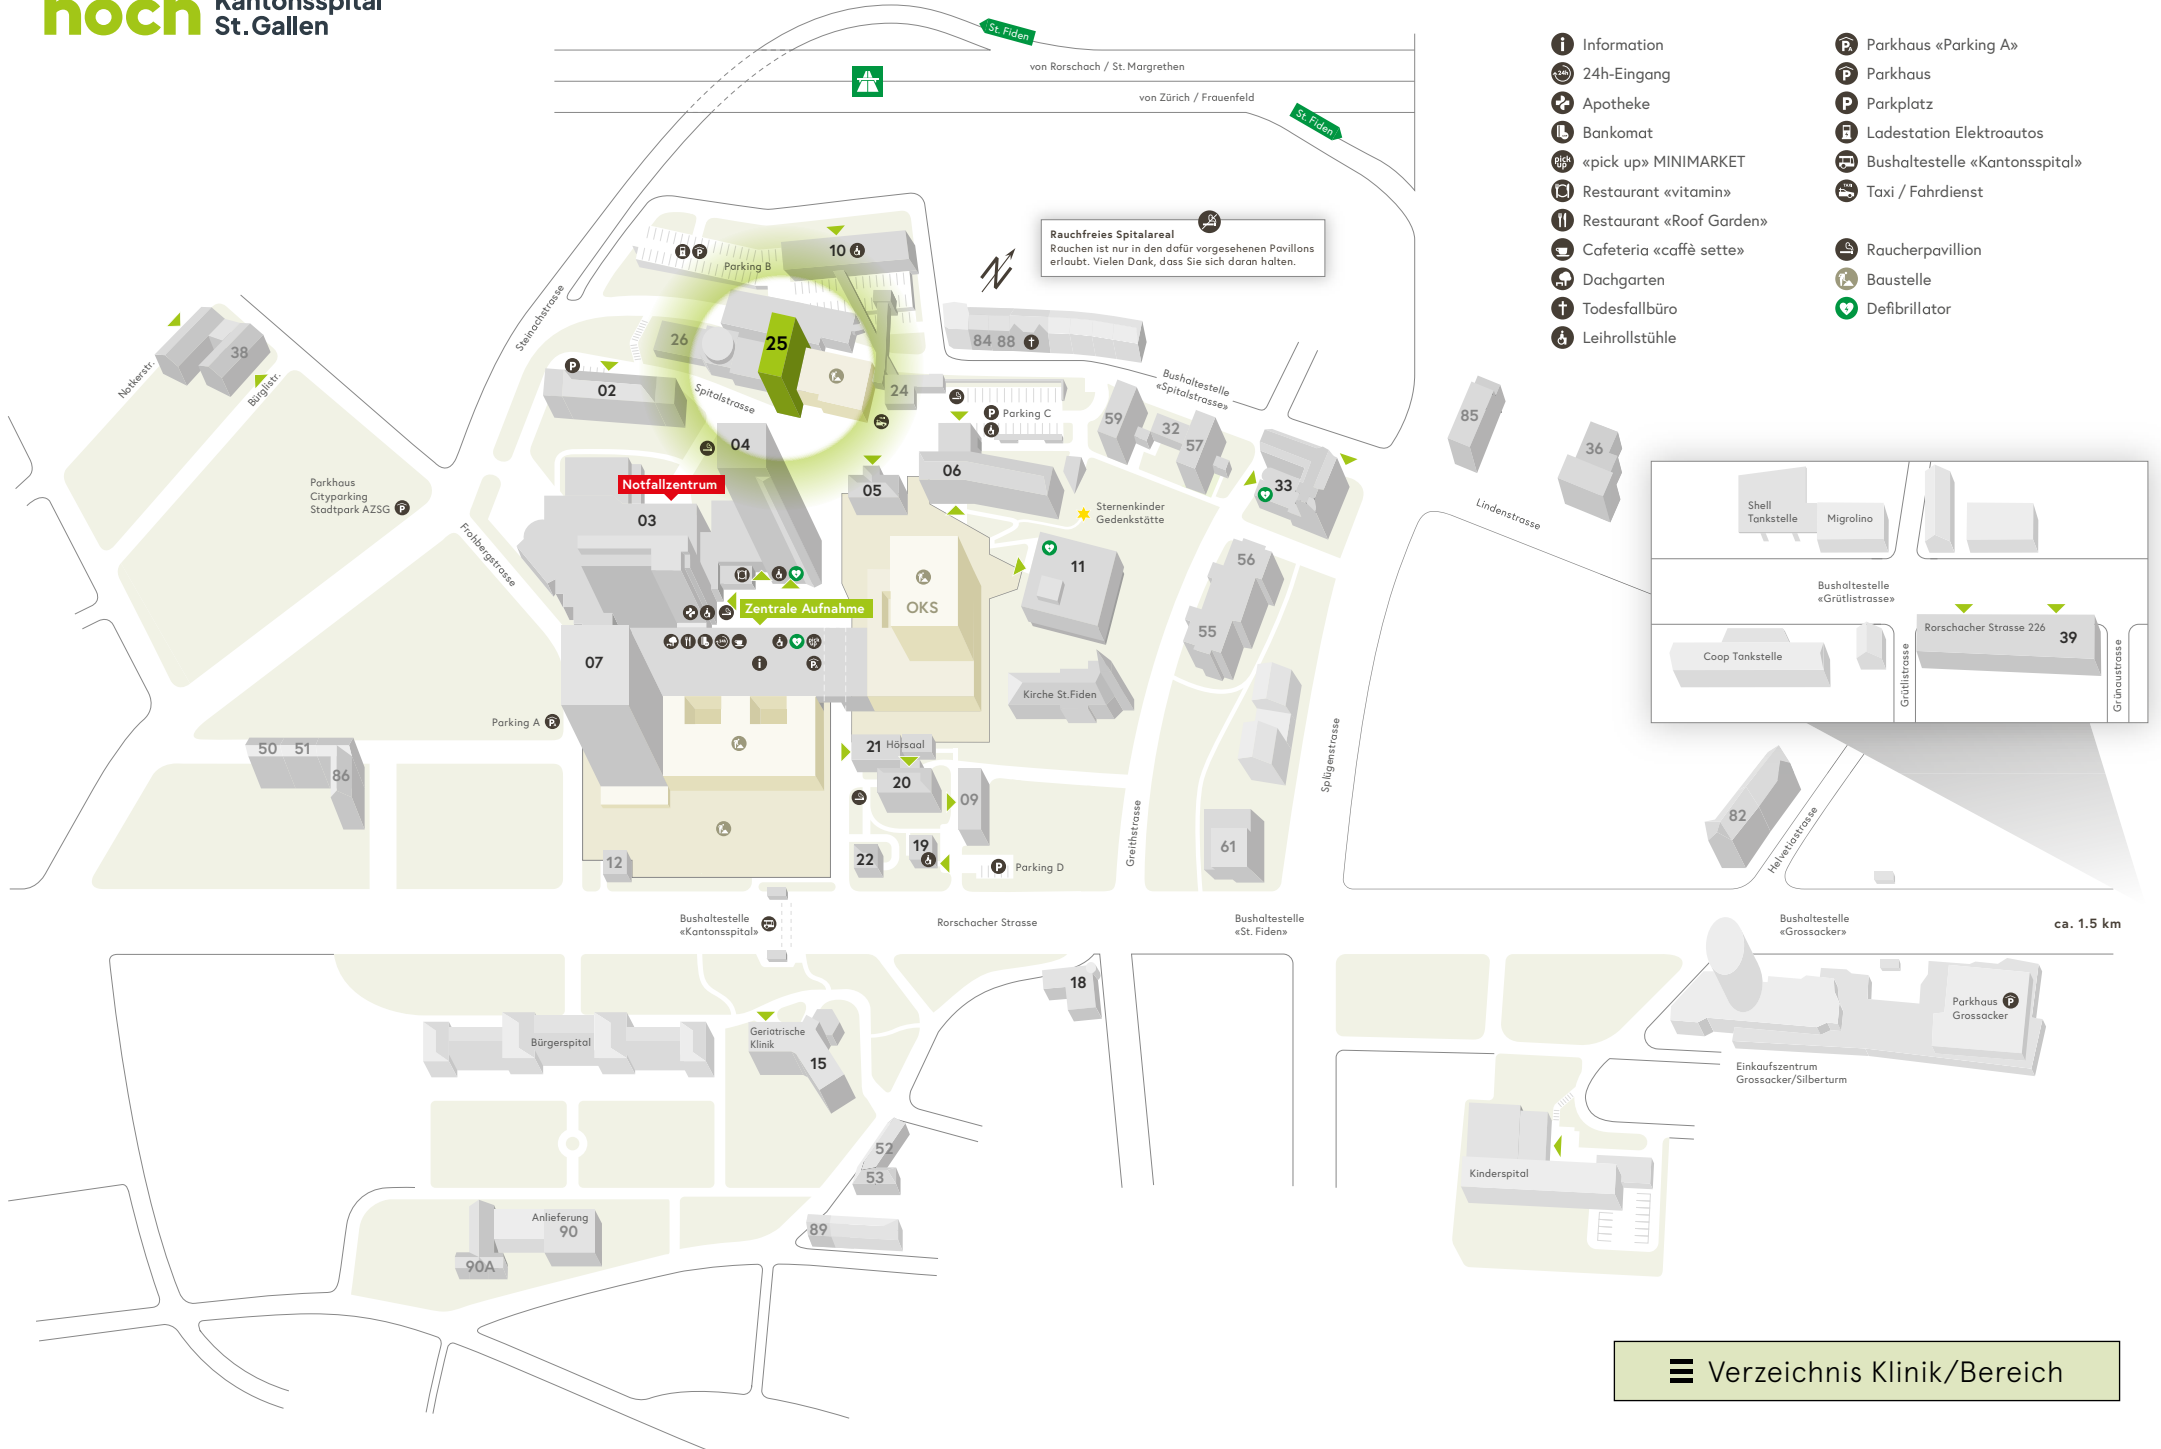 noch Kantonsspital
St.Gallen
St. Fiden
von Rorschach / St. Margrethen
von Zürich / Frauenfeld
St. Fiden
Information
24h-Eingang
Apotheke
Bankomat
«pick up» MINIMARKET
Restaurant «vitamin»
Restaurant «Roof Garden»
Cafeteria «caffè sette»
Dachgarten
Todesfallbüro
Leihrollstühle
Parkhaus «Parking A»
Parkhaus
Parkplatz
Ladestation Elektroautos
Bushaltestelle «Kantonsspital»
Taxi / Fahrdienst
Raucherpavillion
Baustelle
Defibrillator
Rauchfreies Spitalareal
Rauchen ist nur in den dafür vorgesehenen Pavillons
erlaubt. Vielen Dank, dass Sie sich daran halten.
N
10
Parking B
Steinachstrasse
26
25
84 88
38
Notkerstr.
Bürglistr.
02
Spitalstrasse
24
Bushaltestelle
«Spitalstrasse»
Parking C
59
32
57
85
36
04
Notfallzentrum
03
05
06
33
Parkhaus
Cityparking
Stadtpark AZSG
Frohbergstrasse
Sternenkinder
Gedenkstätte
Lindenstrasse
11
56
55
OKS
Zentrale Aufnahme
07
Kirche St.Fiden
Parking A
Shell
Tankstelle
Migrolino
Bushaltestelle
«Grütlistrasse»
Rorschacher Strasse 226
39
Coop Tankstelle
Grütlistrasse
Grünaustrasse
50 51
86
21 Hörsaal
20
09
Splügenstrasse
Greithstrasse
12
22
19
Parking D
61
82
Helvetiastrasse
Bushaltestelle
«Kantonsspital»
Rorschacher Strasse
Bushaltestelle
«St. Fiden»
Bushaltestelle
«Grossacker»
ca. 1.5 km
18
Bürgerspital
Geriatrische
Klinik
15
Parkhaus
Grossacker
Einkaufszentrum
Grossacker/Silberturm
52
53
89
Anlieferung
90
90A
Kinderspital
Verzeichnis Klinik/Bereich